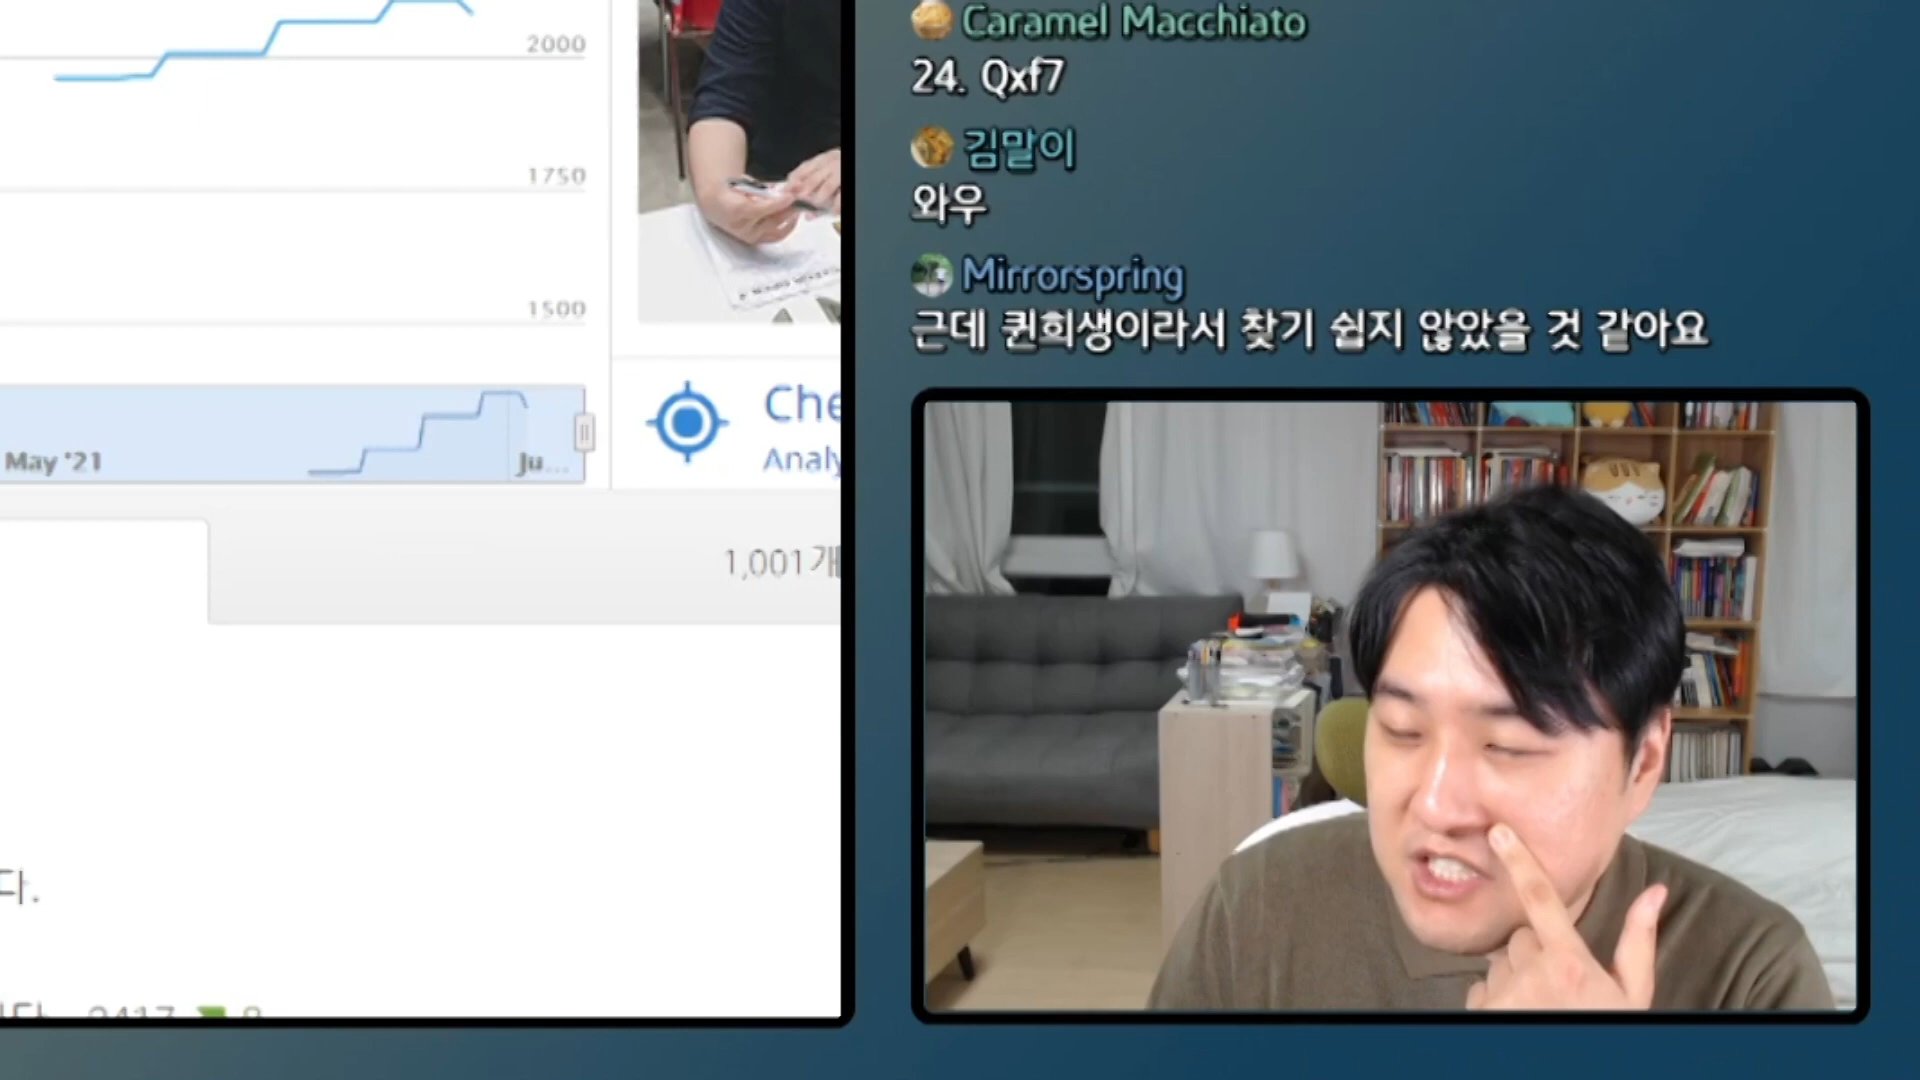 2000
1750
1500
May '21
Ju...
Che
Analy
1,001개
다.
Caramel Macchiato
24. Qxf7
김말이
와우
Mirrorspring
근데 퀸희생이라서 찾기 쉽지 않았을 것 같아요